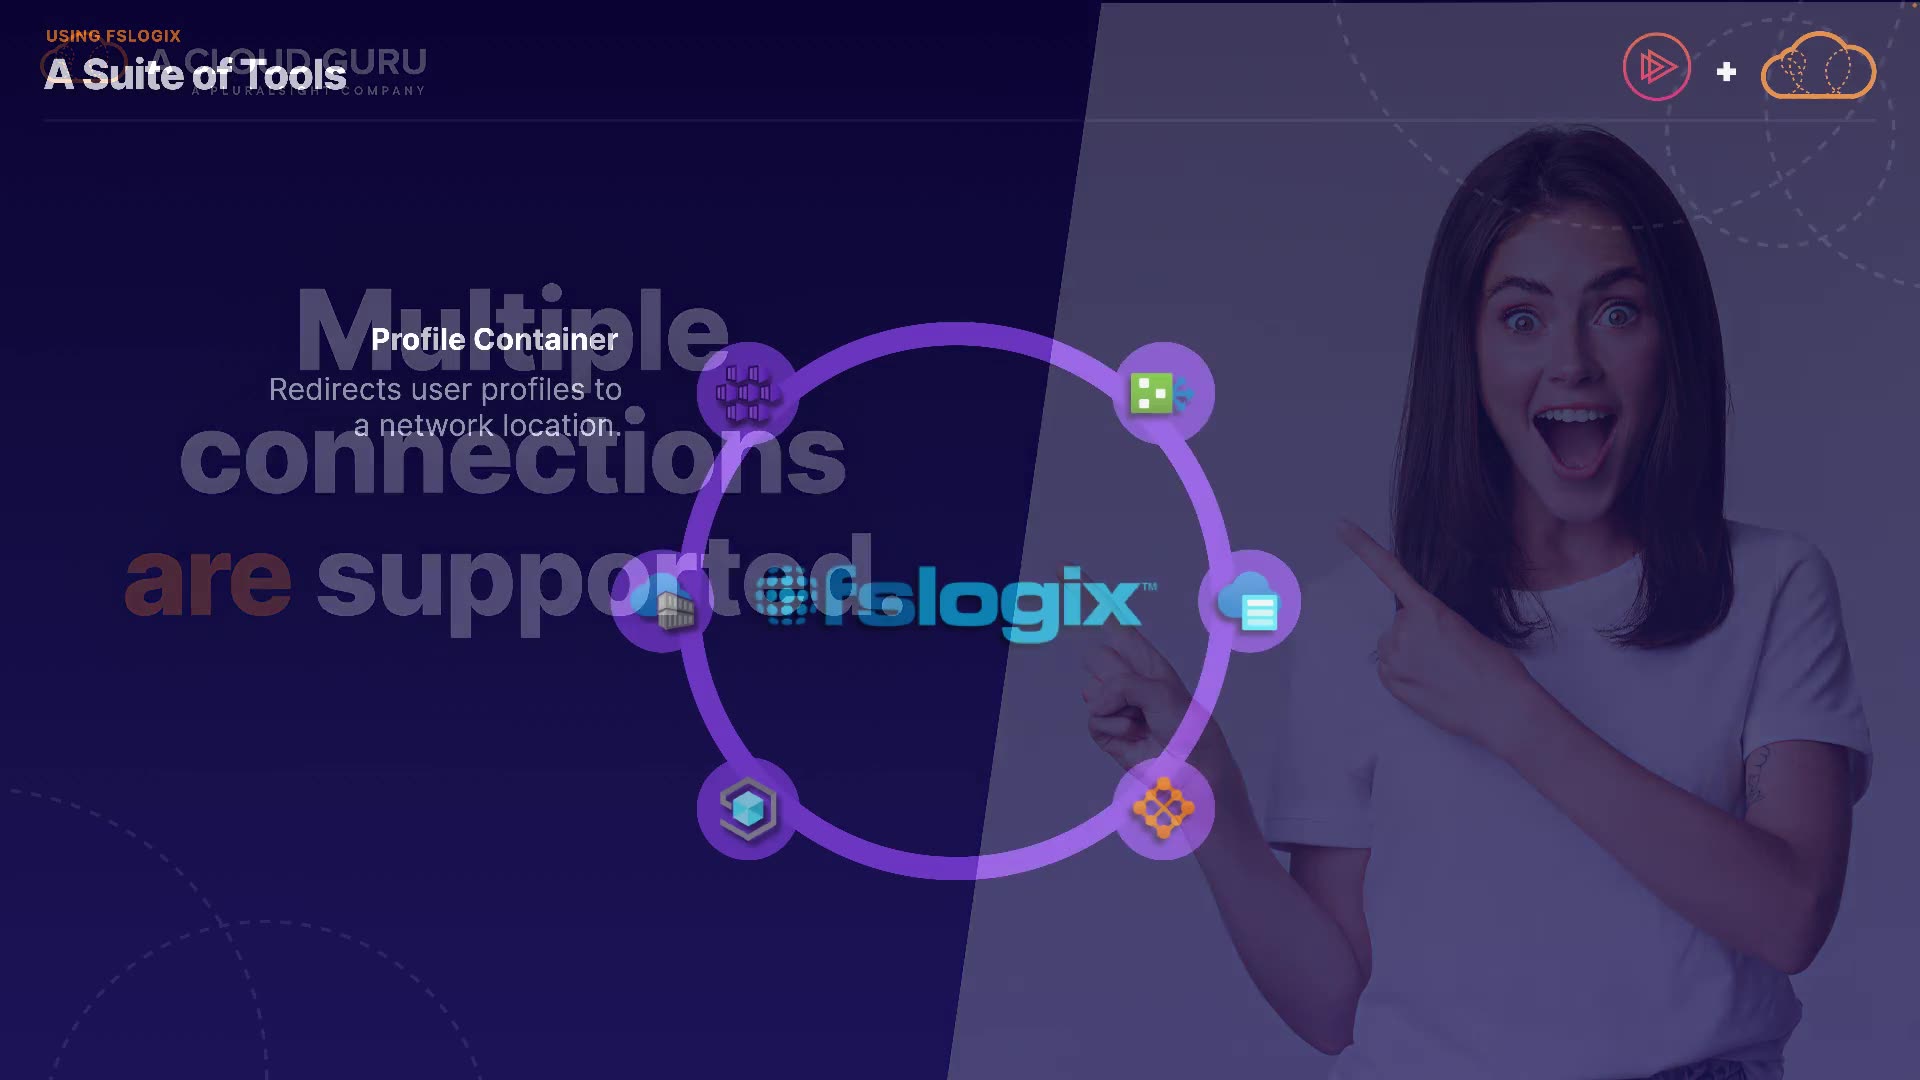 USING FSLOGIX
A Suite of Tools
A CLOUD GURU
A PLURALSIGHT COMPANY
Multiple
connections
are supported.
Profile Container
Redirects user profiles to
a network location.
fslogix™